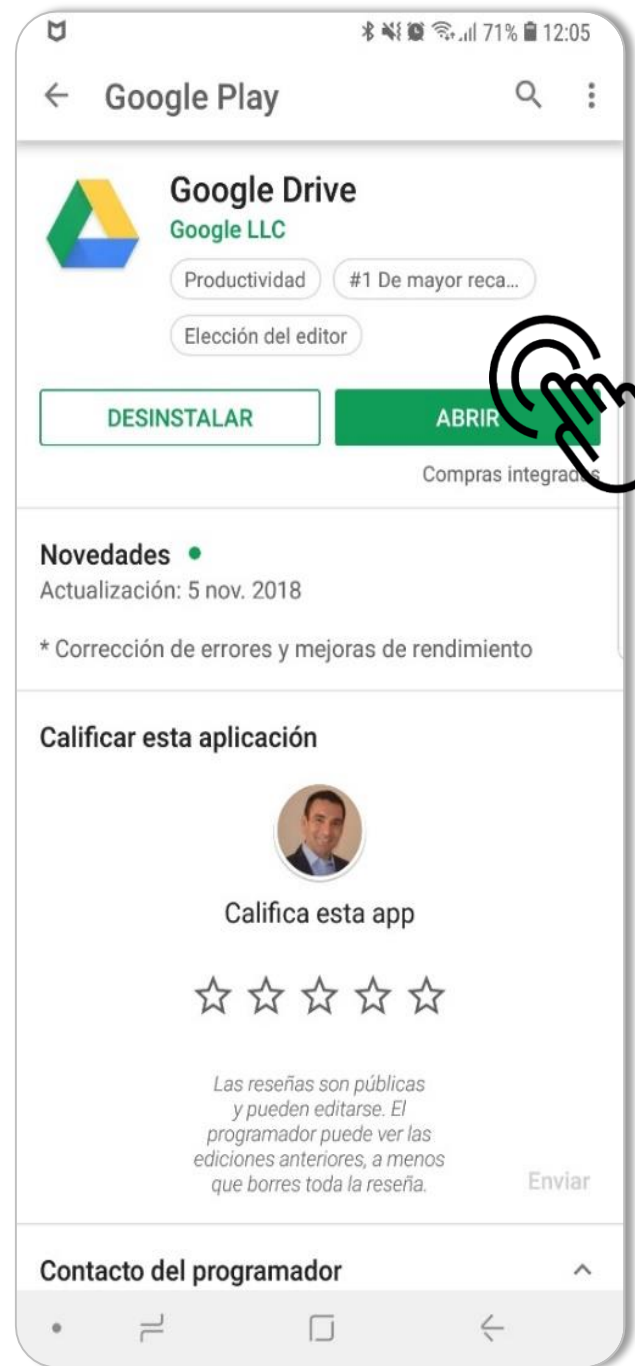 71% 12:05
Google Play
Google Drive
Google LLC
Productividad
#1 De mayor reca...
Elección del editor
DESINSTALAR
ABRIR
Compras integradas
Novedades
Actualización: 5 nov. 2018
* Corrección de errores y mejoras de rendimiento
Calificar esta aplicación
Califica esta app
Las reseñas son públicas
y pueden editarse. El
programador puede ver las
ediciones anteriores, a menos
que borres toda la reseña.
Enviar
Contacto del programador